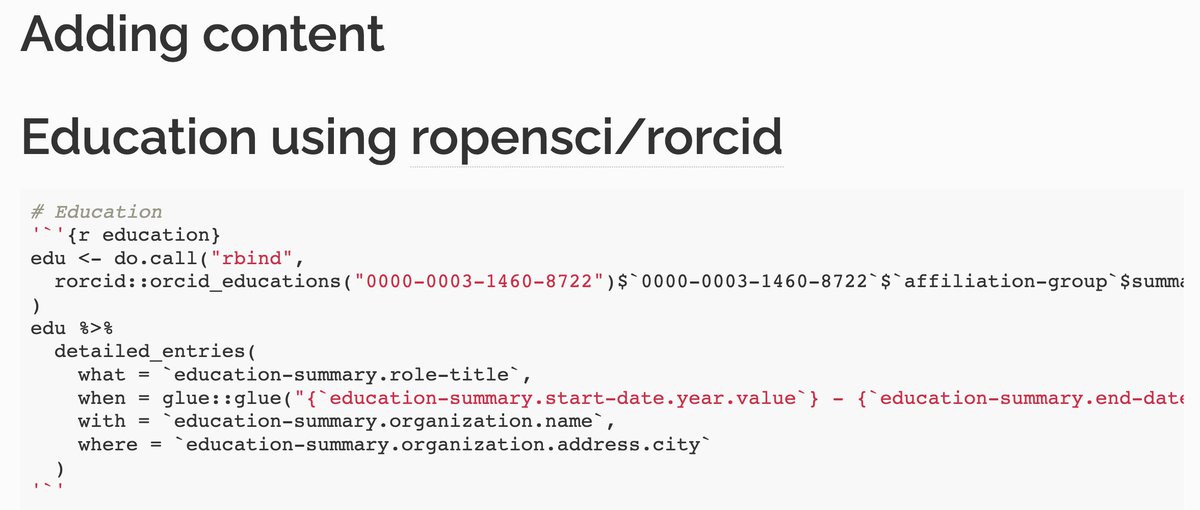 Adding content
Education using ropensci/rorcid
# Education
'`'{r education}
edu <- do.call("rbind",
  rorcid::orcid_educations("0000-0003-1460-8722")$`0000-0003-1460-8722`$`affiliation-group`$summa
)
edu %>%
  detailed_entries(
    what = `education-summary.role-title`,
    when = glue::glue("{`education-summary.start-date.year.value`} - {`education-summary.end-date
    with = `education-summary.organization.name`,
    where = `education-summary.organization.address.city`
  )
'`'